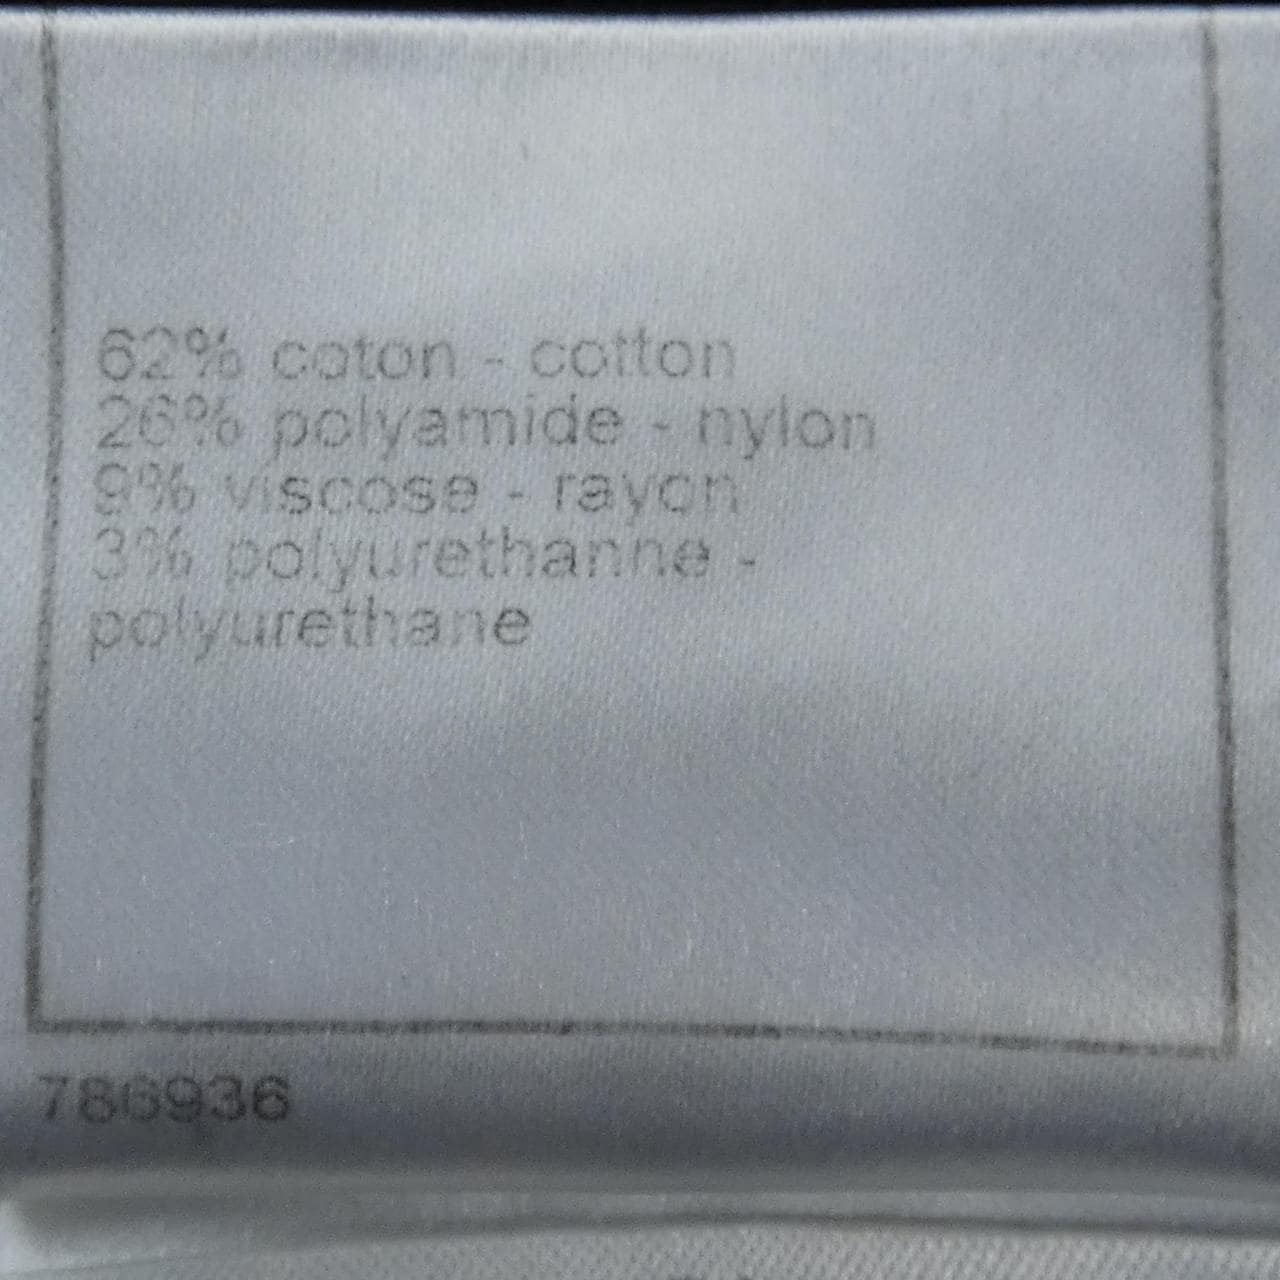 62% coton - cotton
26% polyamide - nylon
9% viscose - rayon
3% polyurethanne -
polyurethane
786936